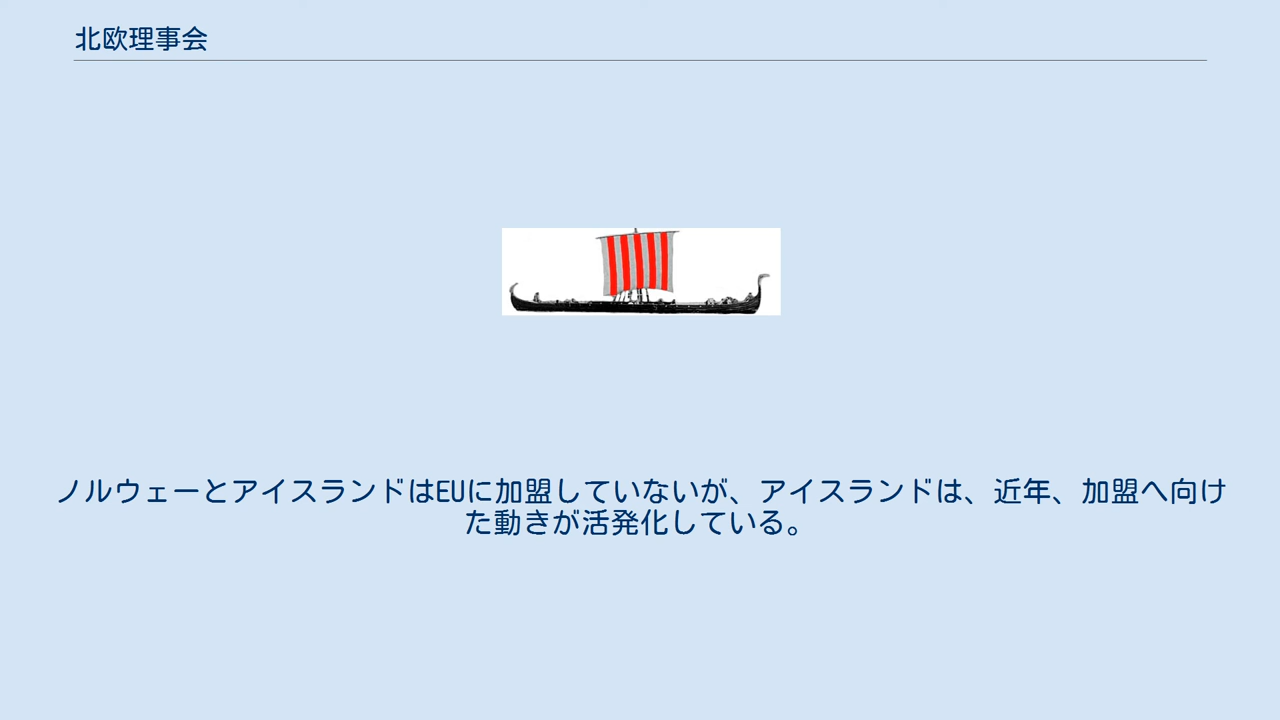 北欧理事会
ノルウェーとアイスランドはEUに加盟していないが、アイスランドは、近年、加盟へ向け
た動きが活発化している。